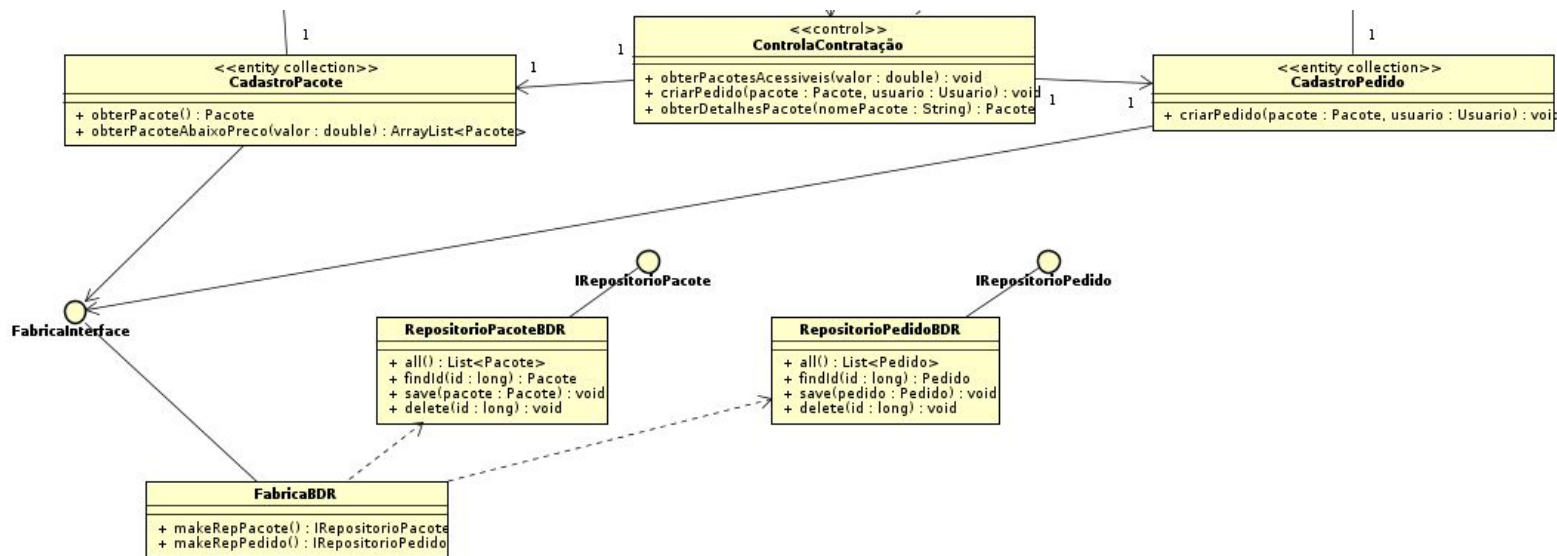 1
1
1
<<entity collection>>
CadastroPacote
+ obterPacote() : Pacote
+ obterPacoteAbaixoPreco(valor : double) : ArrayList<Pacote>
1
1
<<control>>
ControlaContratação
+ obterPacotesAcessiveis(valor : double) : void
+ criarPedido(pacote : Pacote, usuario : Usuario) : void
+ obterDetalhesPacote(nomePacote : String) : Pacote
1
1
<<entity collection>>
CadastroPedido
+ criarPedido(pacote : Pacote, usuario : Usuario) : voi
FabricaInterface
IRepositorioPacote
IRepositorioPedido
RepositorioPacoteBDR
+ all() : List<Pacote>
+ findId(id : long) : Pacote
+ save(pacote : Pacote) : void
+ delete(id : long) : void
RepositorioPedidoBDR
+ all() : List<Pedido>
+ findId(id : long) : Pedido
+ save(pedido : Pedido) : void
+ delete(id : long) : void
FabricaBDR
+ makeRepPacote() : IRepositorioPacote
+ makeRepPedido() : IRepositorioPedido